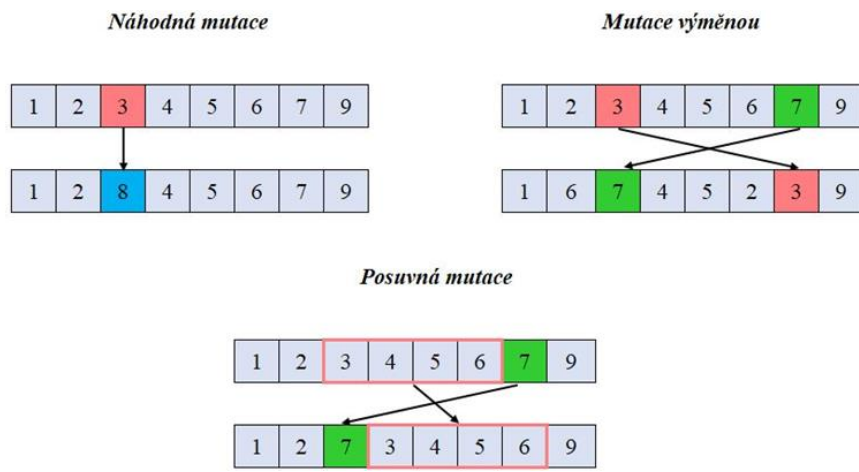 Náhodná mutace
1 2 3 4 5 6 7 9
1 2 8 4 5 6 7 9
Mutace výměnou
1 2 3 4 5 6 7 9
1 6 7 4 5 2 3 9
Posuvná mutace
1 2 3 4 5 6 7 9
1 2 7 3 4 5 6 9